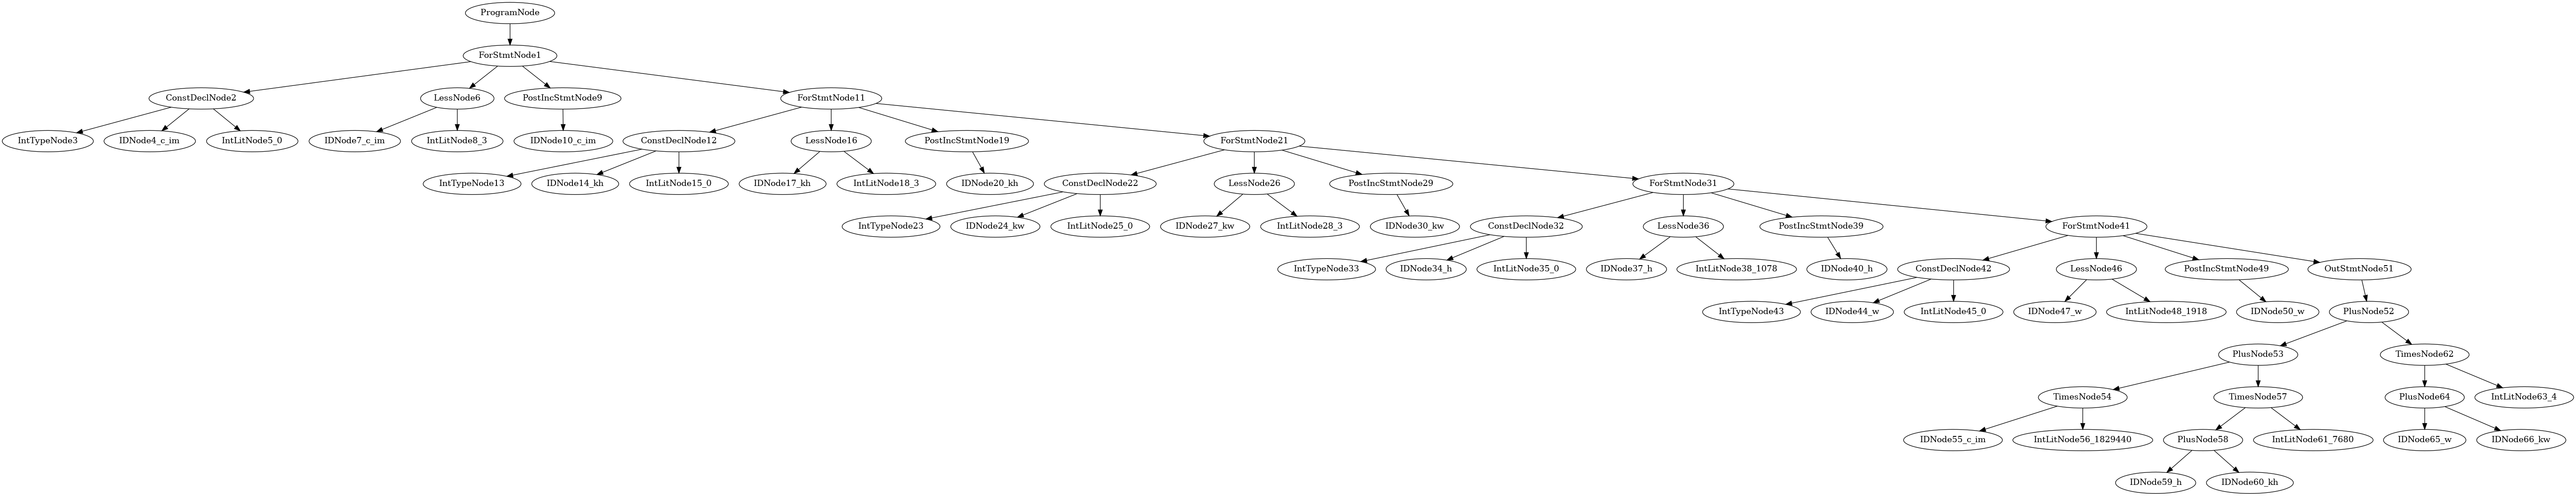 ProgramNode
ForStmtNode1
ConstDeclNode2 LessNode6 PostIncStmtNode9 ForStmtNode11
IntTypeNode3 IDNode4_c_im IntLitNode5_0 IDNode7_c_im IntLitNode8_3 IDNode10_c_im ConstDeclNode12 LessNode16 PostIncStmtNode19 ForStmtNode21
IntTypeNode13 IDNode14_kh IntLitNode15_0 IDNode17_kh IntLitNode18_3 IDNode20_kh ConstDeclNode22 LessNode26 PostIncStmtNode29 ForStmtNode31
IntTypeNode23 IDNode24_kw IntLitNode25_0 IDNode27_kw IntLitNode28_3 IDNode30_kw ConstDeclNode32 LessNode36 PostIncStmtNode39 ForStmtNode41
IntTypeNode33 IDNode34_h IntLitNode35_0 IDNode37_h IntLitNode38_1078 IDNode40_h ConstDeclNode42 LessNode46 PostIncStmtNode49 OutStmtNode51
IntTypeNode43 IDNode44_w IntLitNode45_0 IDNode47_w IntLitNode48_1918 IDNode50_w PlusNode52
PlusNode53 TimesNode62
TimesNode54 TimesNode57 PlusNode64 IntLitNode63_4
IDNode55_c_im IntLitNode56_1829440 PlusNode58 IntLitNode61_7680 IDNode65_w IDNode66_kw
IDNode59_h IDNode60_kh